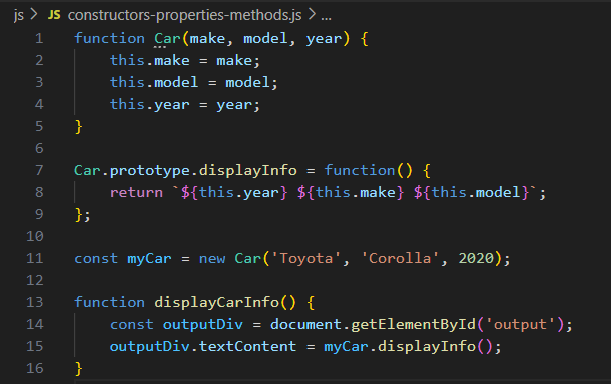 js > JS constructors-properties-methods.js > ...
1 function Car(make, model, year) {
2     this.make = make;
3     this.model = model;
4     this.year = year;
5 }
6
7 Car.prototype.displayInfo = function() {
8     return `${this.year} ${this.make} ${this.model}`;
9 };
10
11 const myCar = new Car('Toyota', 'Corolla', 2020);
12
13 function displayCarInfo() {
14     const outputDiv = document.getElementById('output');
15     outputDiv.textContent = myCar.displayInfo();
16 }